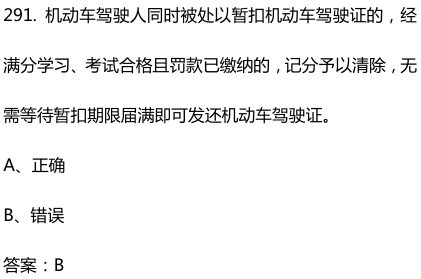 291. 机动车驾驶人同时被处以暂扣机动车驾驶证的，经
满分学习、考试合格且罚款已缴纳的，记分予以清除，无
需等待暂扣期限届满即可发还机动车驾驶证。
A、正确
B、错误
答案：B